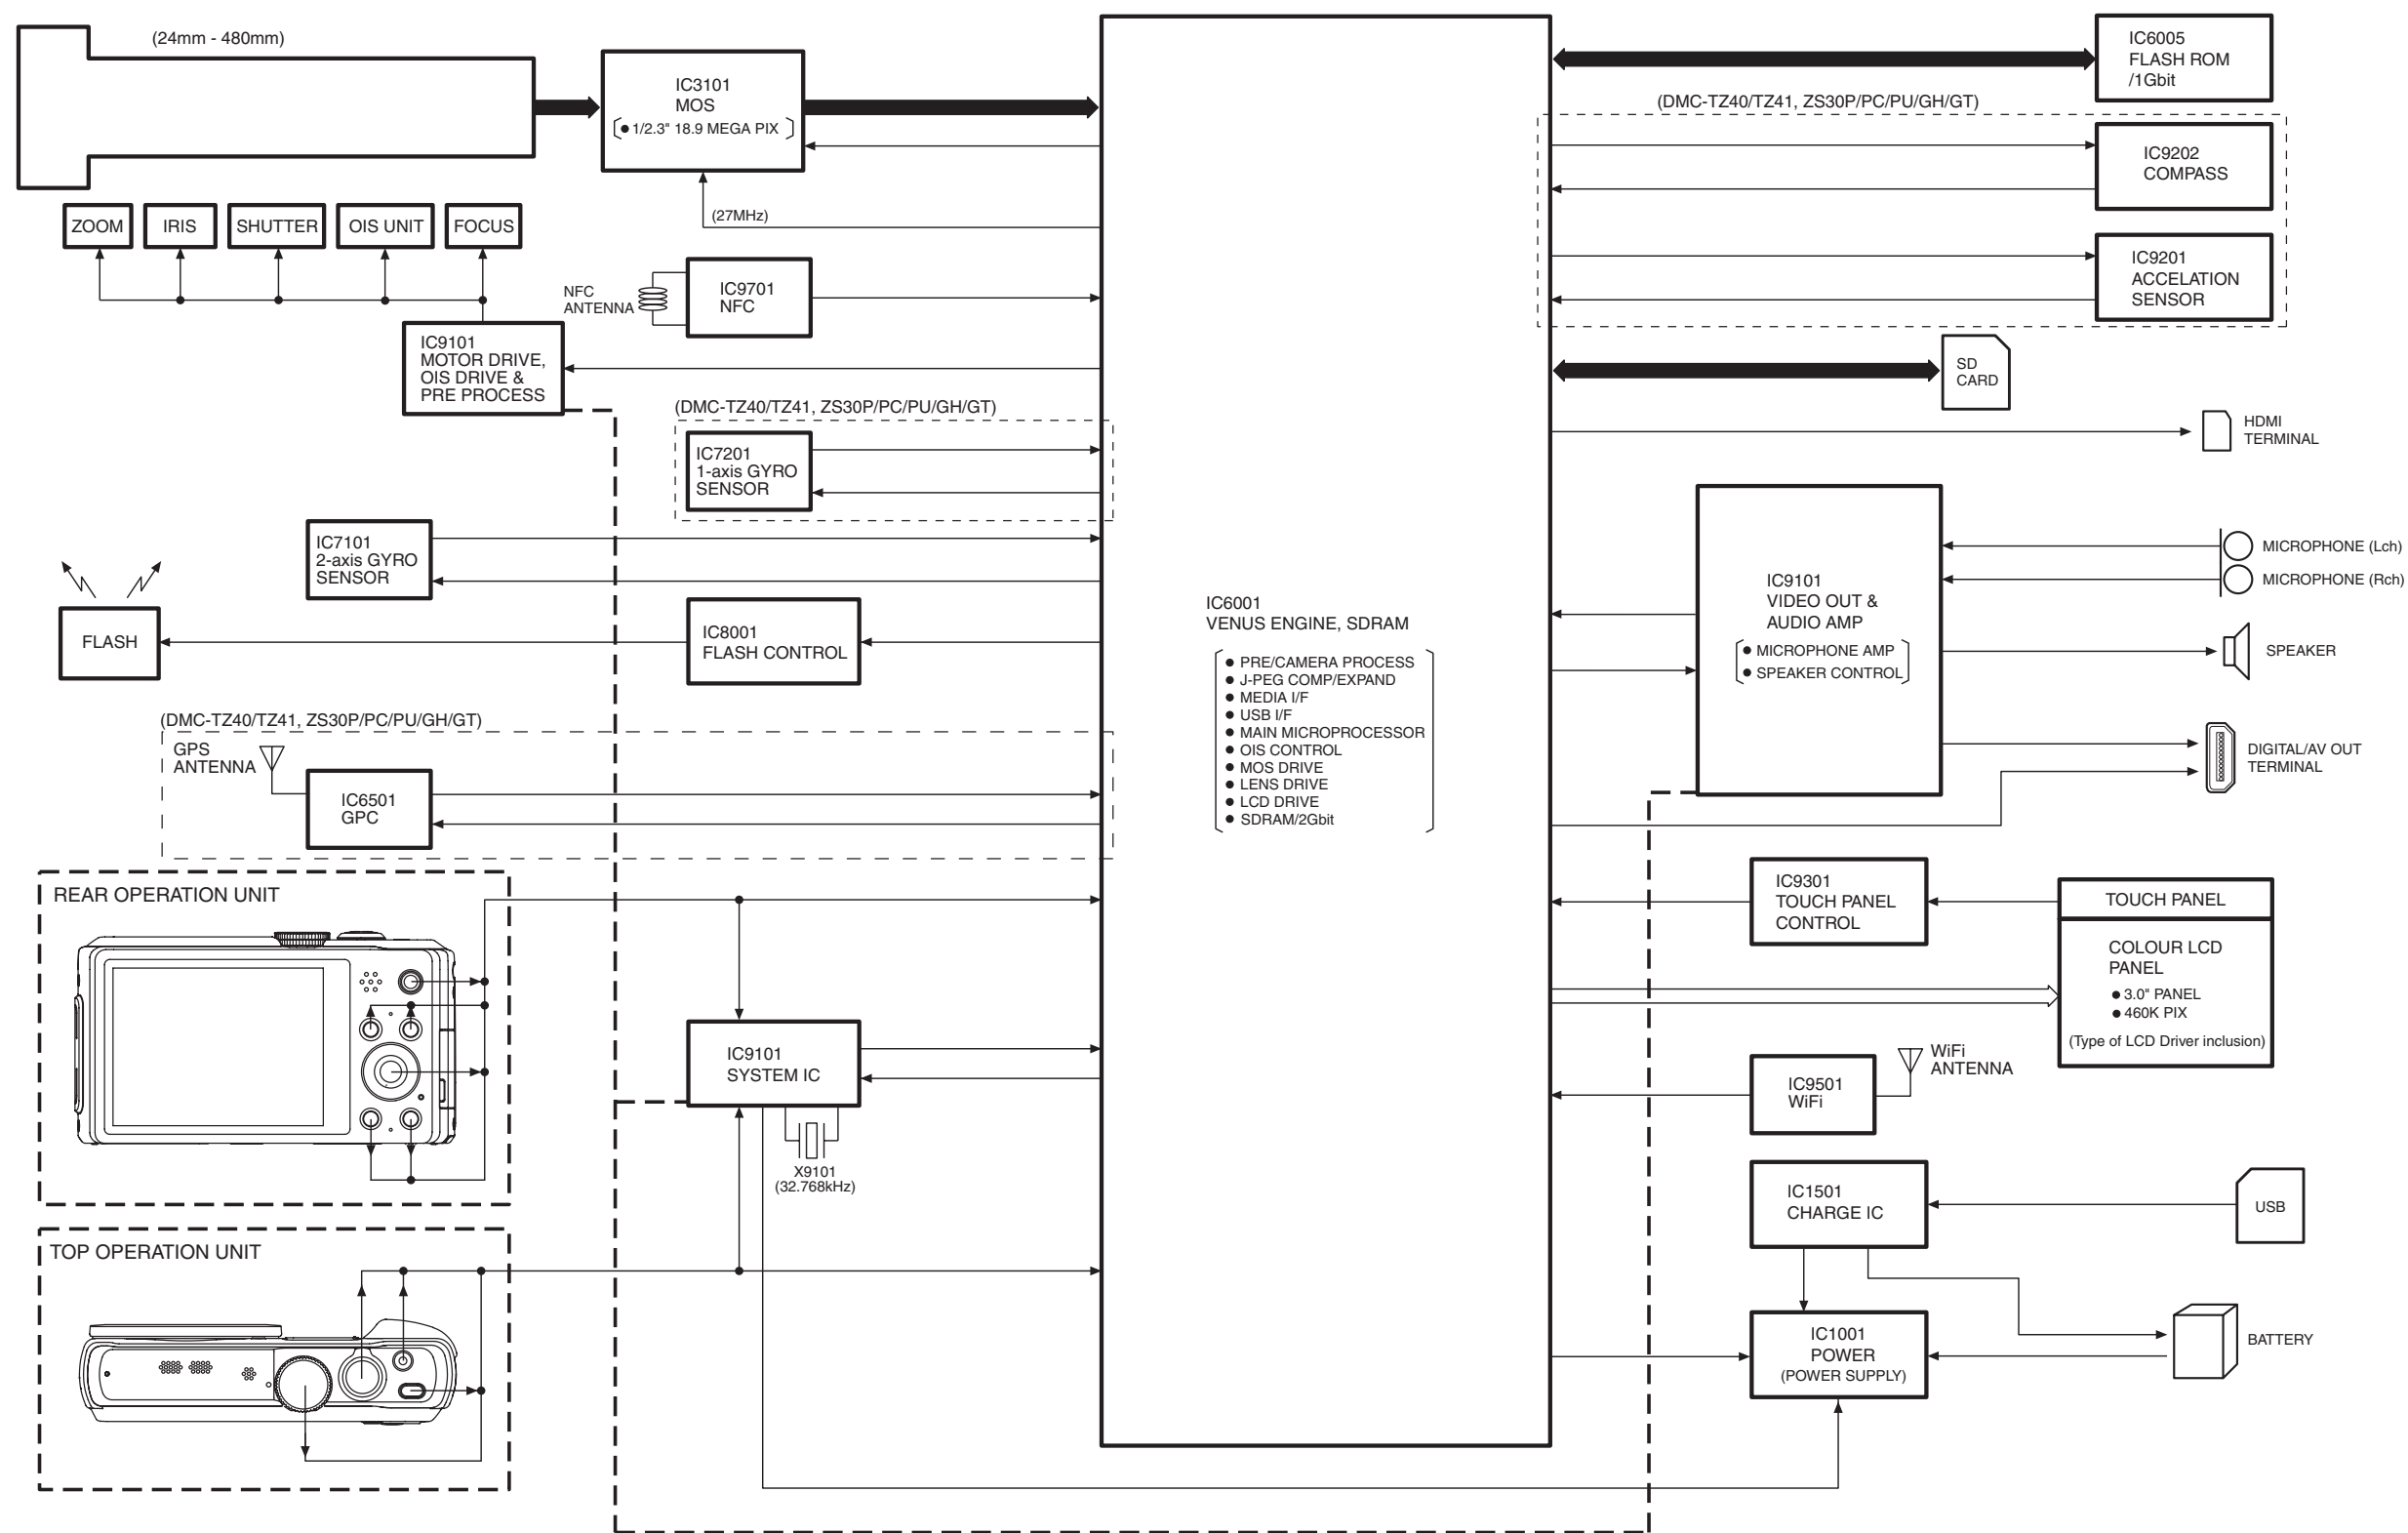 (24mm - 480mm)
IC3101
MOS
● 1/2.3" 18.9 MEGA PIX
(27MHz)
ZOOM
IRIS
SHUTTER
OIS UNIT
FOCUS
NFC
ANTENNA
IC9701
NFC
IC9101
MOTOR DRIVE,
OIS DRIVE &
PRE PROCESS
(DMC-TZ40/TZ41, ZS30P/PC/PU/GH/GT)
IC7201
1-axis GYRO
SENSOR
IC7101
2-axis GYRO
SENSOR
FLASH
IC8001
FLASH CONTROL
(DMC-TZ40/TZ41, ZS30P/PC/PU/GH/GT)
GPS
ANTENNA
IC6501
GPC
REAR OPERATION UNIT
IC9101
SYSTEM IC
X9101
(32.768kHz)
TOP OPERATION UNIT
IC6001
VENUS ENGINE, SDRAM
● PRE/CAMERA PROCESS
● J-PEG COMP/EXPAND
● MEDIA I/F
● USB I/F
● MAIN MICROPROCESSOR
● OIS CONTROL
● MOS DRIVE
● LENS DRIVE
● LCD DRIVE
● SDRAM/2Gbit
IC6005
FLASH ROM
/1Gbit
(DMC-TZ40/TZ41, ZS30P/PC/PU/GH/GT)
IC9202
COMPASS
IC9201
ACCELATION
SENSOR
SD
CARD
HDMI
TERMINAL
IC9101
VIDEO OUT &
AUDIO AMP
● MICROPHONE AMP
● SPEAKER CONTROL
MICROPHONE (Lch)
MICROPHONE (Rch)
SPEAKER
DIGITAL/AV OUT
TERMINAL
IC9301
TOUCH PANEL
CONTROL
TOUCH PANEL
COLOUR LCD
PANEL
● 3.0" PANEL
● 460K PIX
(Type of LCD Driver inclusion)
WiFi
ANTENNA
IC9501
WiFi
IC1501
CHARGE IC
USB
IC1001
POWER
(POWER SUPPLY)
BATTERY